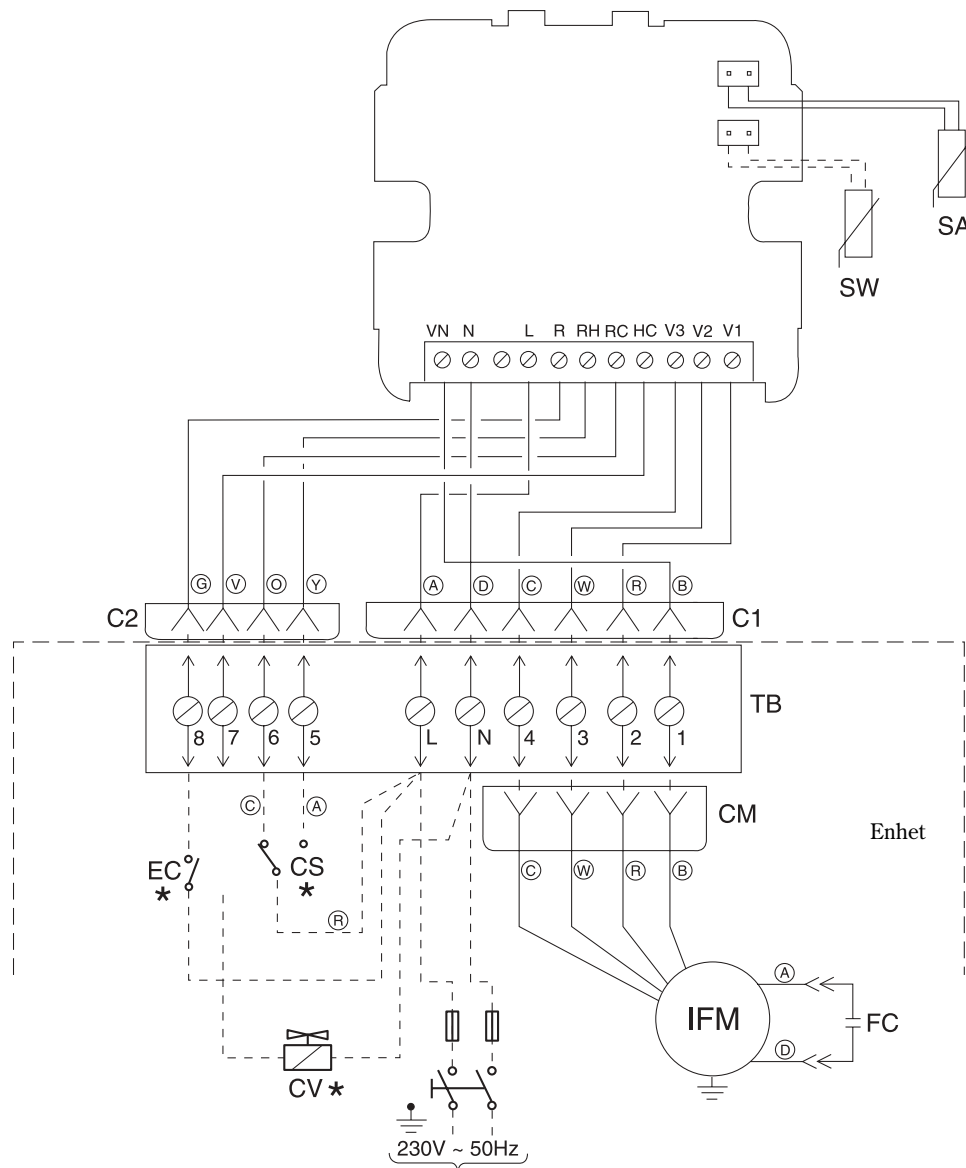 SA
SW
VN N L R RH RC HC V3 V2 V1
G V O Y A D C W R B
C2 C1
TB
8 7 6 5 L N 4 3 2 1
C A CM
Enhet
EC * CS *
C W R B
R
A
IFM FC
D
CV *
230V ~ 50Hz